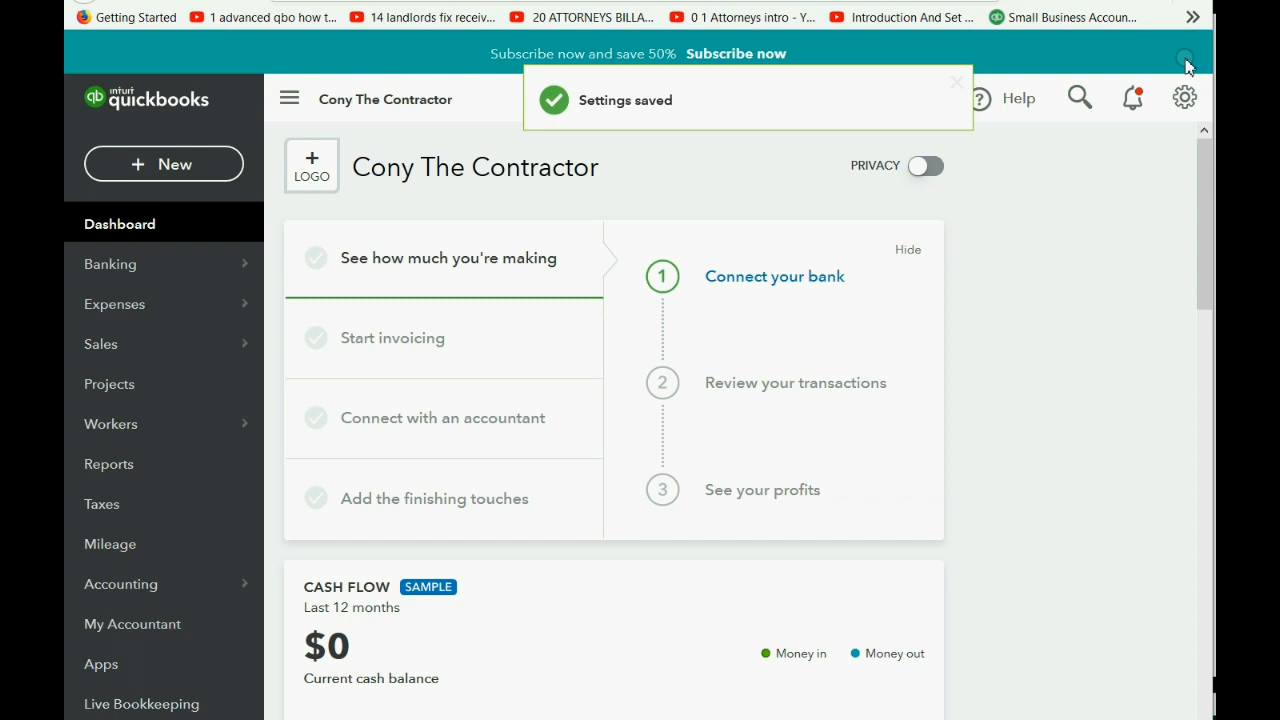 Getting Started 1 advanced qbo how t... 14 landlords fix receiv... 20 ATTORNEYS BILLA... 0 1 Attorneys intro - Y... Introduction And Set ... Small Business Accoun...
Subscribe now and save 50% Subscribe now
intuit
quickbooks
Cony The Contractor
Settings saved
Help
+ New
+
LOGO
Cony The Contractor
PRIVACY
Dashboard
Banking
Expenses
Sales
Projects
Workers
Reports
Taxes
Mileage
Accounting
My Accountant
Apps
Live Bookkeeping
See how much you're making
Start invoicing
Connect with an accountant
Add the finishing touches
Hide
1 Connect your bank
2 Review your transactions
3 See your profits
CASH FLOW SAMPLE
Last 12 months
$0
Current cash balance
Money in Money out